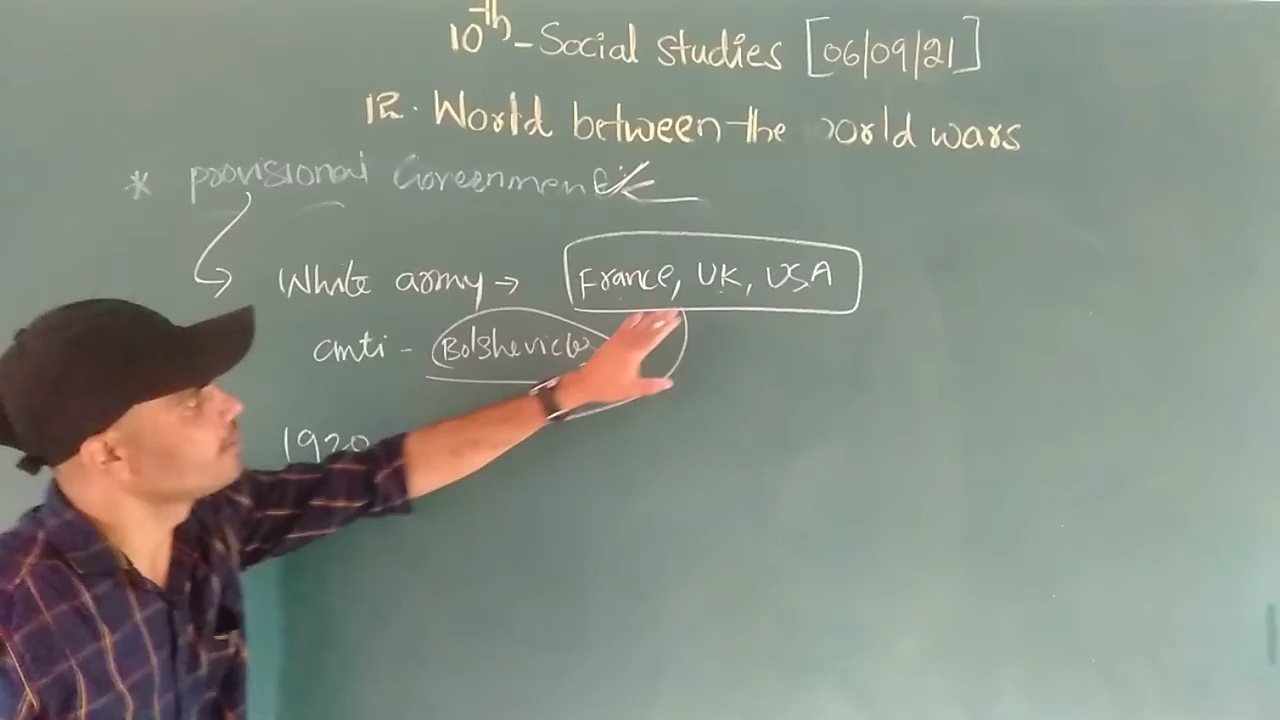 10th - Social Studies [06/09/21]
12. World between the world wars
* provisional Government
White army → France, UK, USA
anti - Bolshevicks
1920